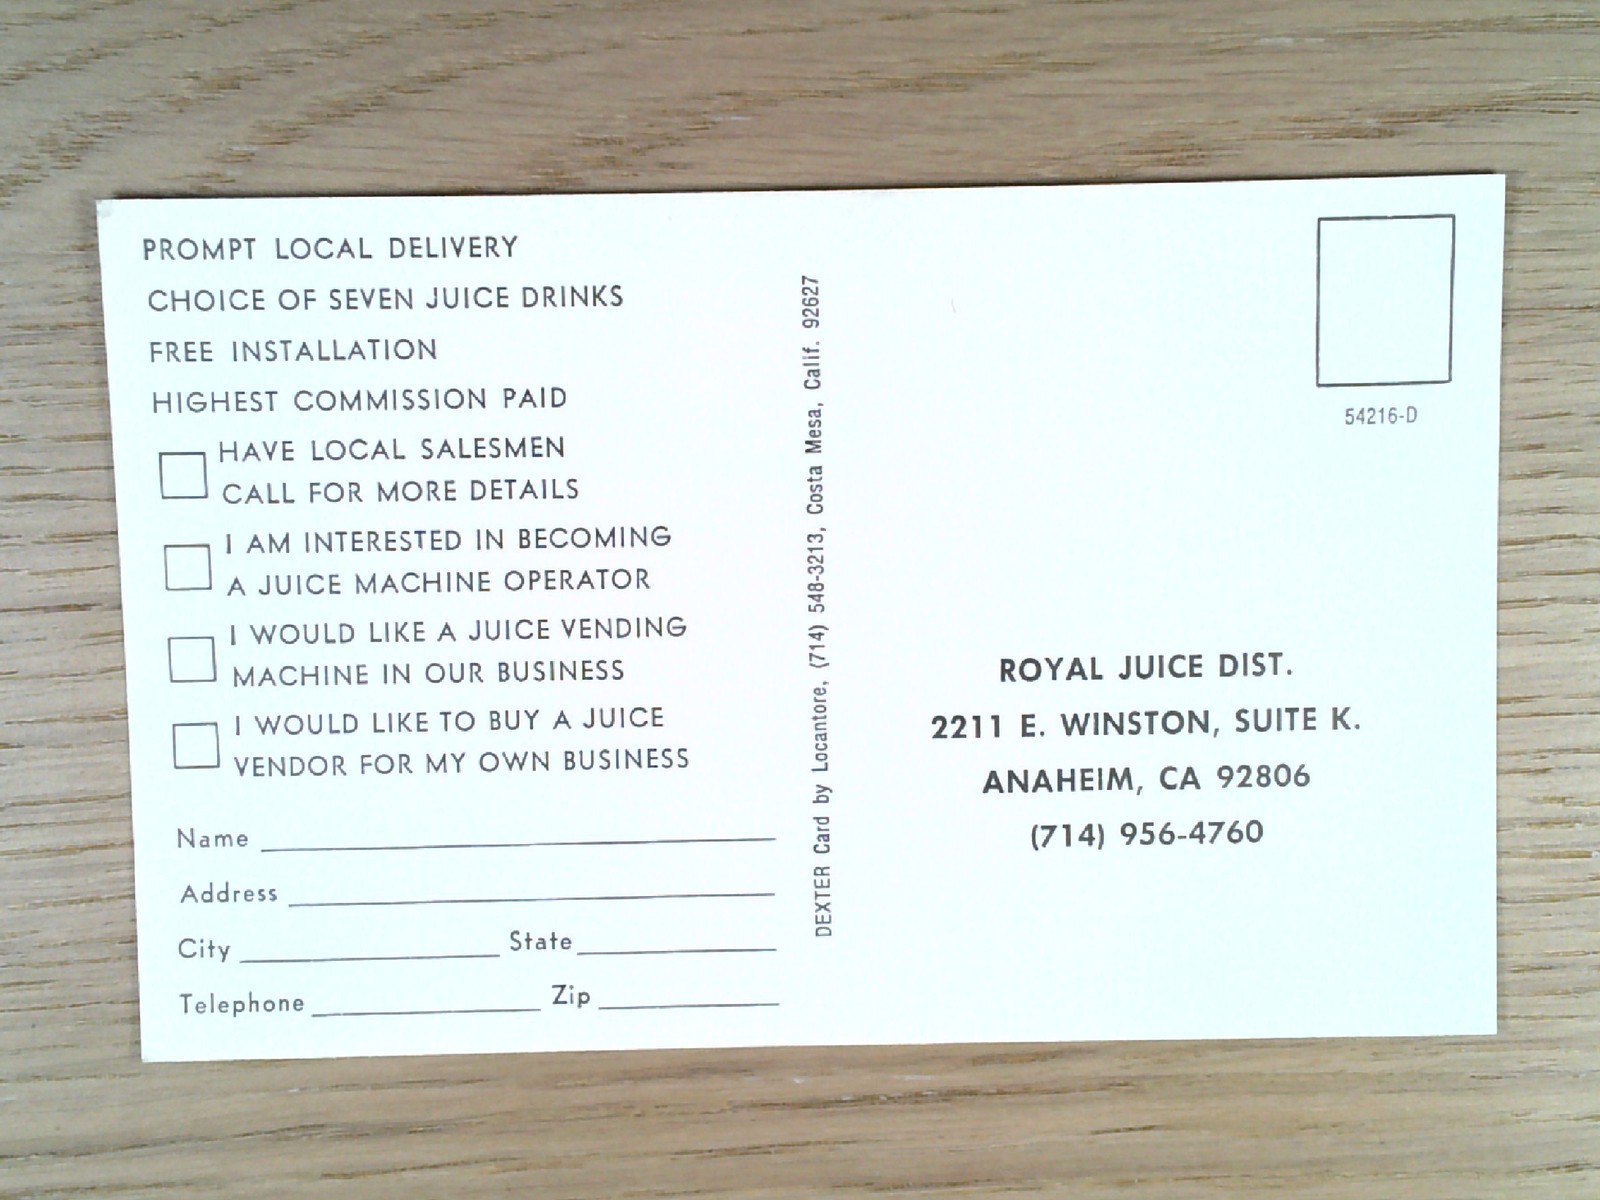 PROMPT LOCAL DELIVERY
CHOICE OF SEVEN JUICE DRINKS
FREE INSTALLATION
HIGHEST COMMISSION PAID
HAVE LOCAL SALESMEN
CALL FOR MORE DETAILS
I AM INTERESTED IN BECOMING
A JUICE MACHINE OPERATOR
I WOULD LIKE A JUICE VENDING
MACHINE IN OUR BUSINESS
I WOULD LIKE TO BUY A JUICE
VENDOR FOR MY OWN BUSINESS
Name
Address
City State
Telephone Zip
DEXTER Card by Locantore, (714) 548-3213, Costa Mesa, Calif. 92627
54216-D
ROYAL JUICE DIST.
2211 E. WINSTON, SUITE K.
ANAHEIM, CA 92806
(714) 956-4760